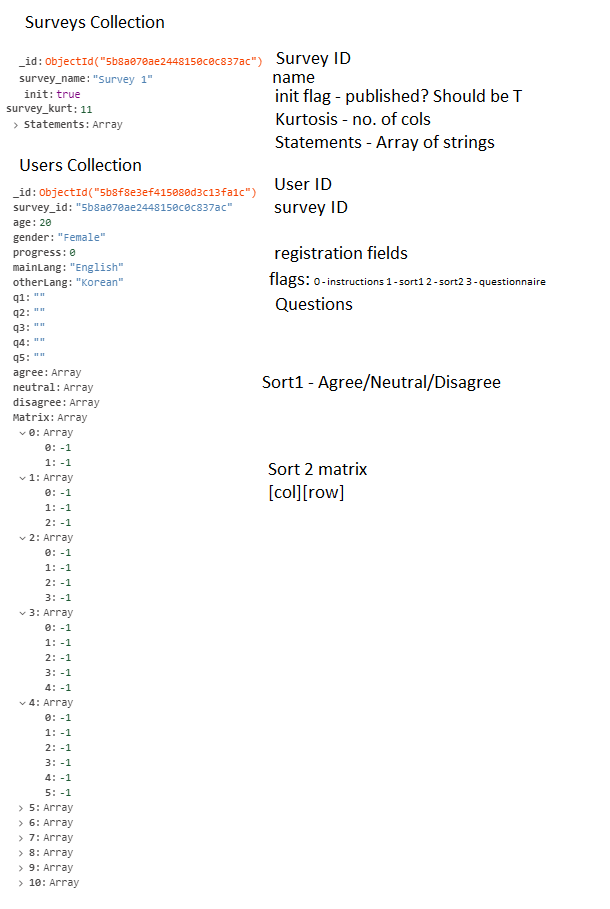 Surveys Collection
_id:ObjectId("5b8a070ae2448150c0c837ac") Survey ID
survey_name:"Survey 1" name
init:true init flag - published? Should be T
survey_kurt:11 Kurtosis - no. of cols
> Statements:Array Statements - Array of strings
Users Collection
_id:ObjectId("5b8f8e3ef415080d3c13fa1c") User ID
survey_id:"5b8a070ae2448150c0c837ac" survey ID
age:20
gender:"Female"
progress:0 registration fields
mainLang:"English"
otherLang:"Korean" flags: 0 - instructions 1 - sort1 2 - sort2 3 - questionnaire
q1:"" Questions
q2:""
q3:""
q4:""
q5:""
agree:Array
neutral:Array Sort1 - Agree/Neutral/Disagree
disagree:Array
Matrix:Array
0:Array
0:-1
1:-1 Sort 2 matrix
1:Array
0:-1 [col][row]
1:-1
2:-1
2:Array
0:-1
1:-1
2:-1
3:-1
3:Array
0:-1
1:-1
2:-1
3:-1
4:-1
4:Array
0:-1
1:-1
2:-1
3:-1
4:-1
5:-1
> 5:Array
> 6:Array
> 7:Array
> 8:Array
> 9:Array
> 10:Array